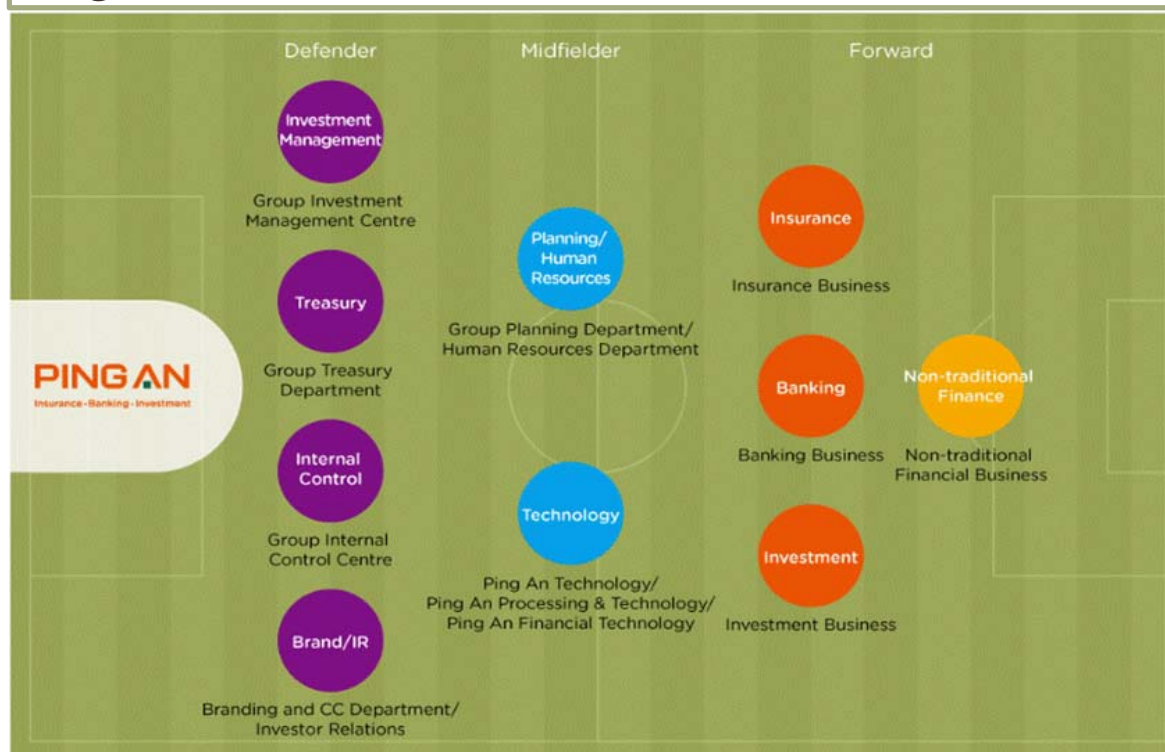 Defender
Midfielder
Forward
Investment
Management
Group Investment
Management Centre
Treasury
Group Treasury
Department
Internal
Control
Group Internal
Control Centre
Brand/IR
Branding and CC Department/
Investor Relations
Planning/
Human
Resources
Group Planning Department/
Human Resources Department
Technology
Ping An Technology/
Ping An Processing & Technology/
Ping An Financial Technology
Insurance
Insurance Business
Banking
Banking Business
Investment
Investment Business
Non-traditional
Finance
Non-traditional
Financial Business
PING AN
Insurance·Banking·Investment